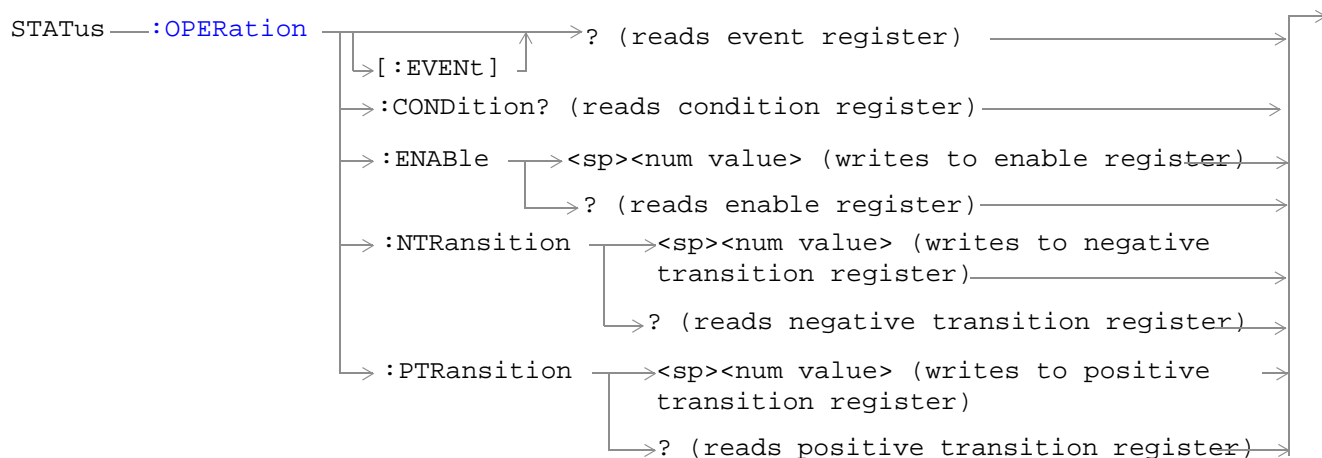 STATus :OPERation ? (reads event register)
[:EVENt]
:CONDition? (reads condition register)
:ENABle <sp><num value> (writes to enable register)
? (reads enable register)
:NTRansition <sp><num value> (writes to negative
transition register)
? (reads negative transition register)
:PTRansition <sp><num value> (writes to positive
transition register)
? (reads positive transition register)